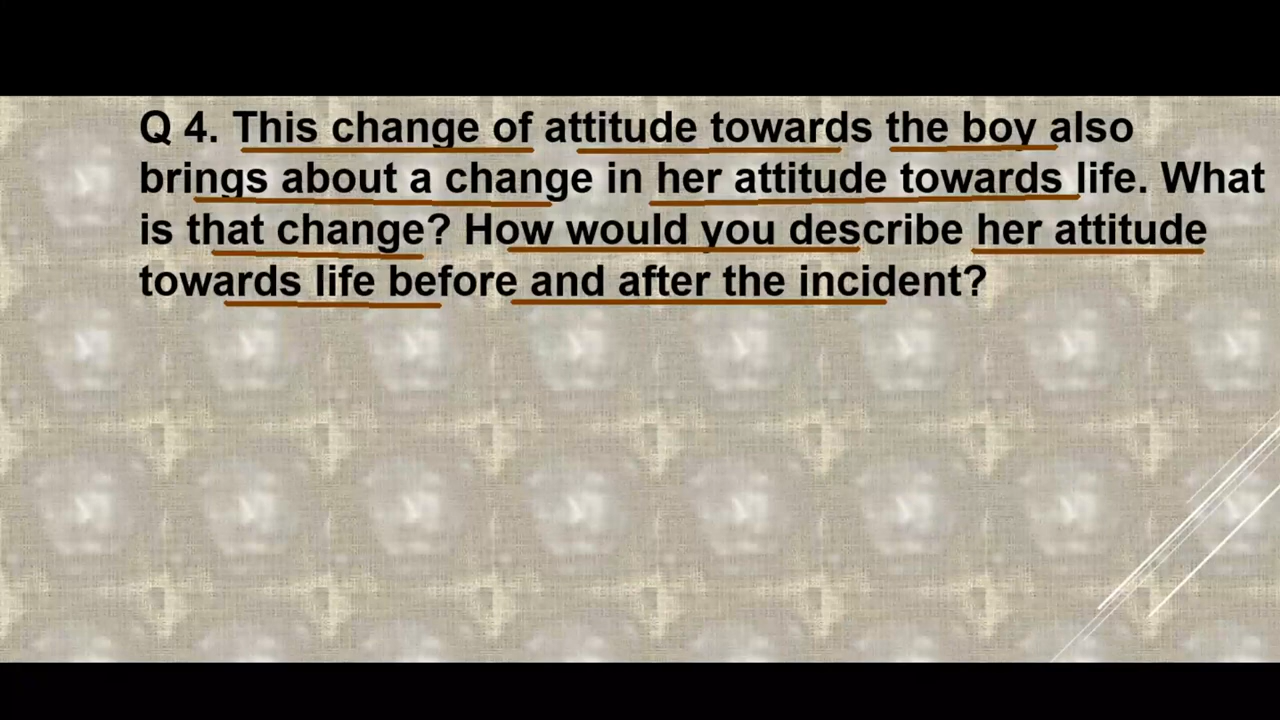 Q 4. This change of attitude towards the boy also
brings about a change in her attitude towards life. What
is that change? How would you describe her attitude
towards life before and after the incident?